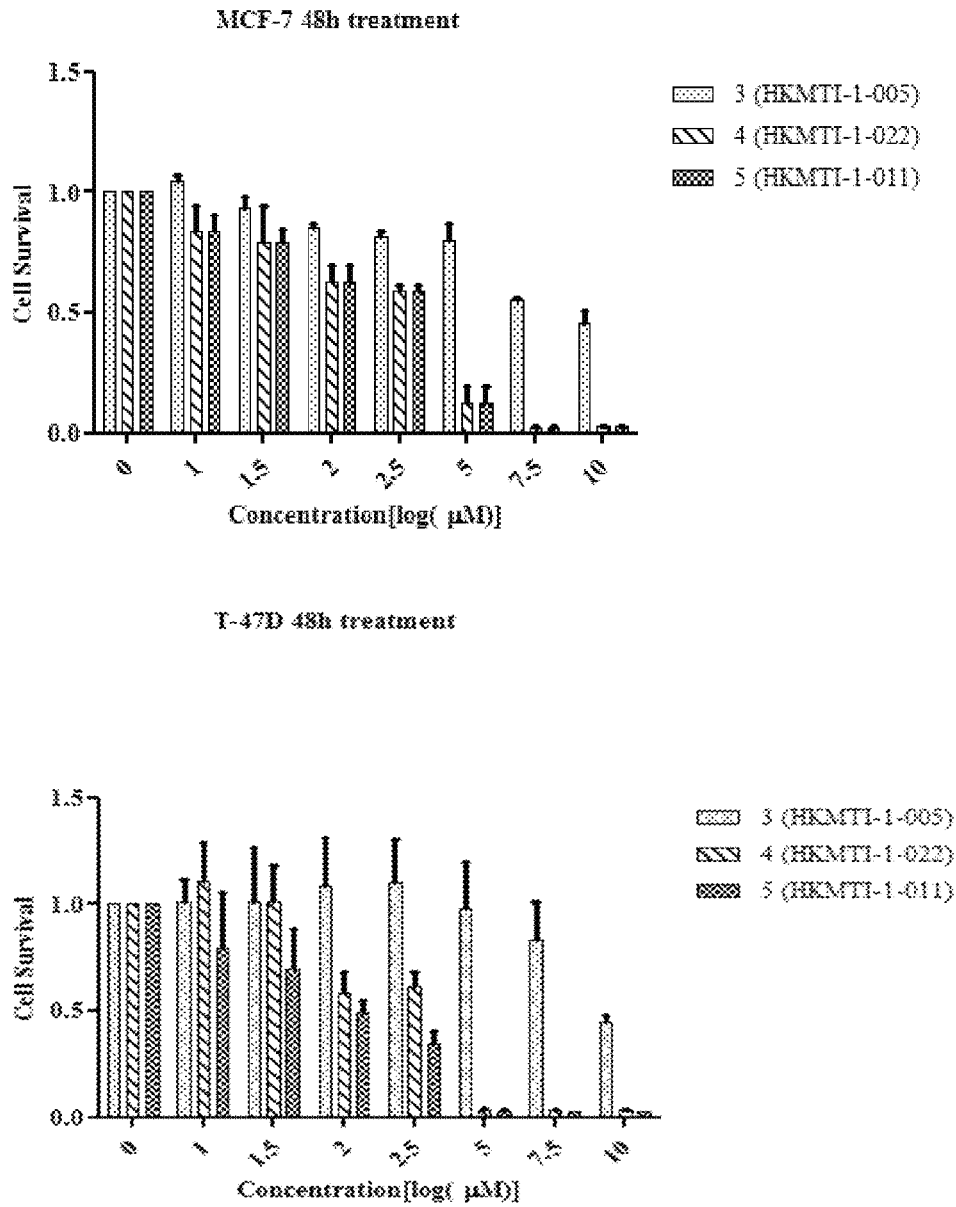 MCF-7 48h treatment
1.5
1.0
0.5
0.0
Cell Survival
3 (HKMTI-1-005)
4 (HKMTI-1-022)
5 (HKMTI-1-011)
0 1 1.5 2 2.5 5 7.5 10
Concentration[log( μM)]
T-47D 48h treatment
1.5
1.0
0.5
0.0
Cell Survival
3 (HKMTI-1-005)
4 (HKMTI-1-022)
5 (HKMTI-1-011)
0 1 1.5 2 2.5 5 7.5 10
Concentration[log( μM)]